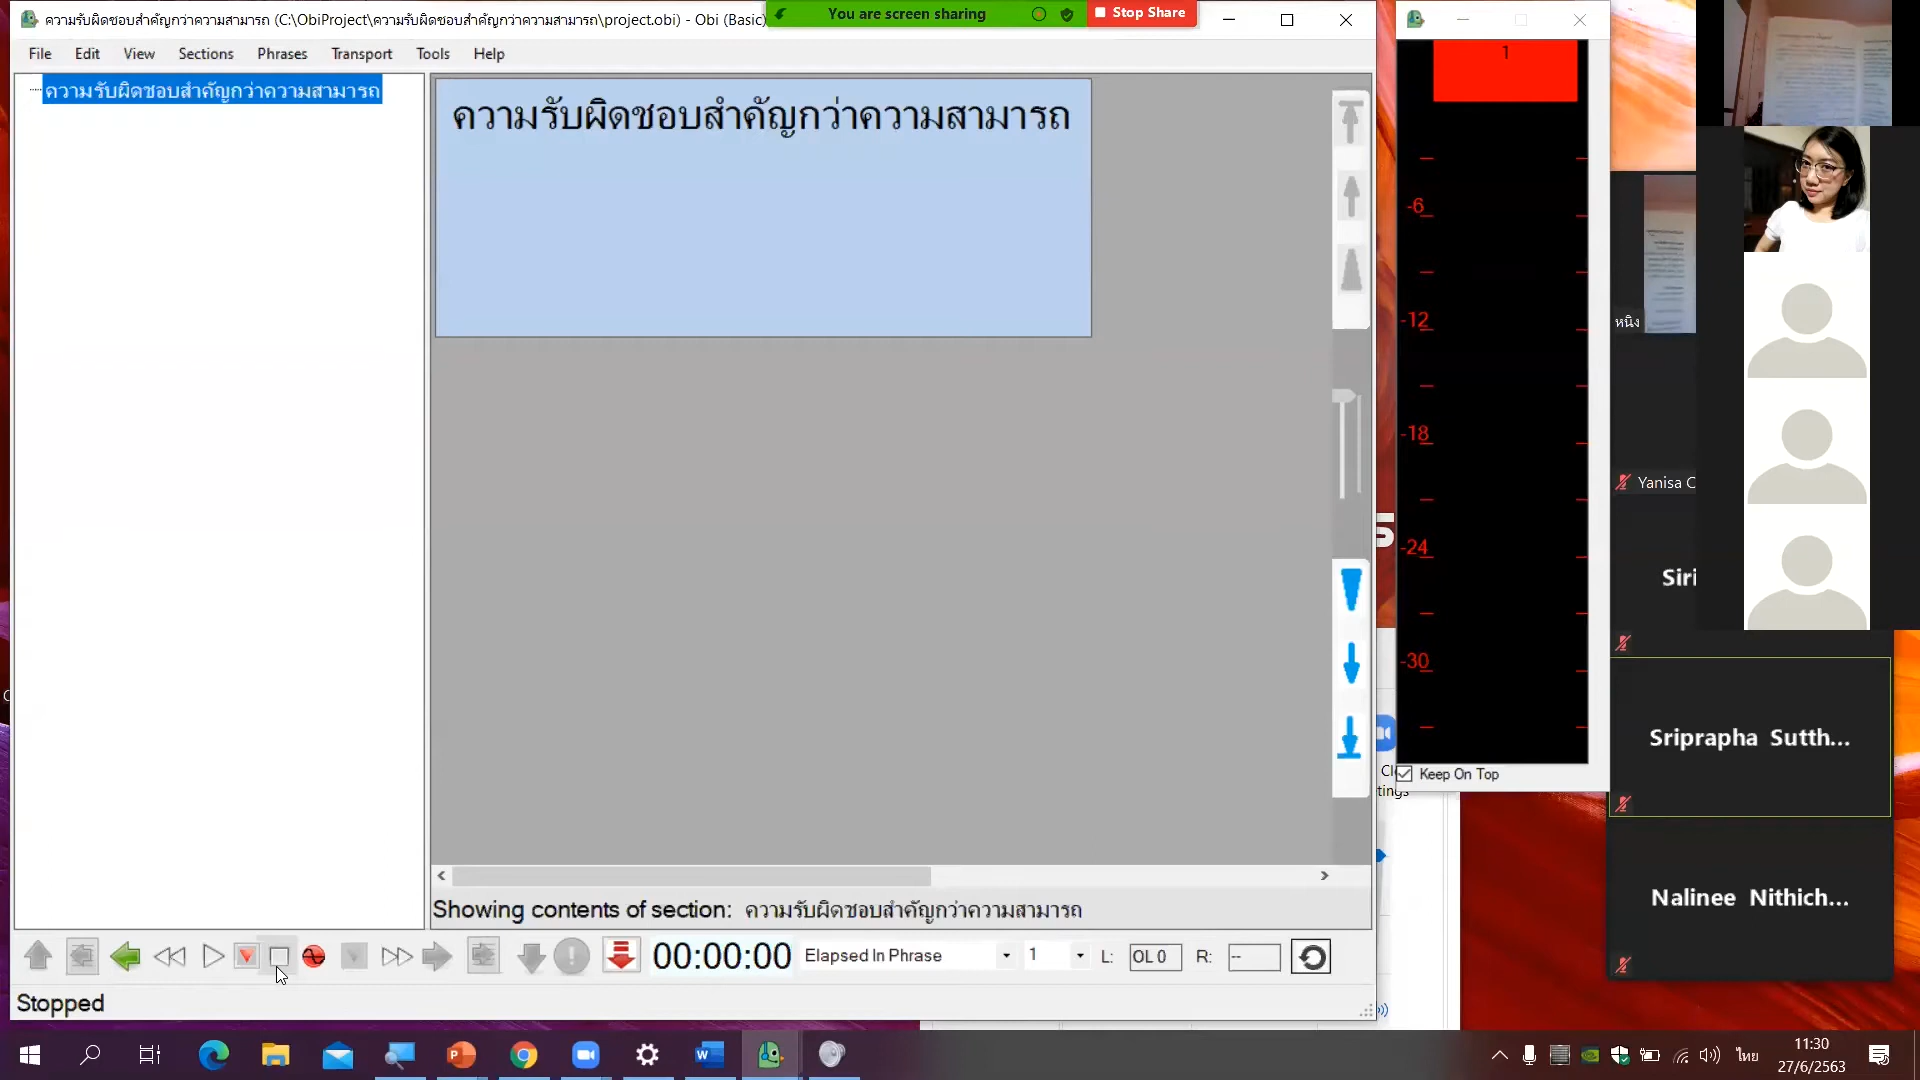 ความรับผิดชอบสำคัญกว่าความสามารถ (C:\ObiProject\ความรับผิดชอบสำคัญกว่าความสามารถ\project.obi) - Obi (Basic)
You are screen sharing
Stop Share
File Edit View Sections Phrases Transport Tools Help
ความรับผิดชอบสำคัญกว่าความสามารถ
ความรับผิดชอบสำคัญกว่าความสามารถ
1
-6
-12
-18
-24
-30
Keep On Top
หนิง
Yanisa C
Siri
Sriprapha Sutth...
Nalinee Nithich...
tings
Showing contents of section: ความรับผิดชอบสำคัญกว่าความสามารถ
00:00:00 Elapsed In Phrase 1 L: OL 0 R: --
Stopped
ไทย
11:30
27/6/2563